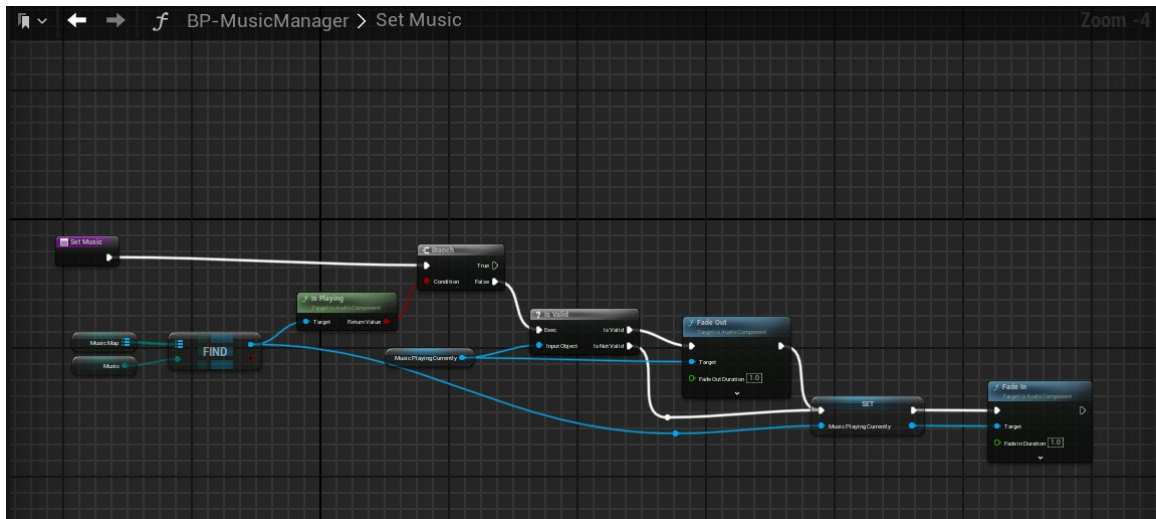 BP-MusicManager > Set Music
Zoom -4
Set Music
Branch
True
Condition
False
Is Playing
Target is Audio Component
Target
Return Value
Music Map
Music
FIND
Is Valid
Exec
Is Valid
Input Object
Is Not Valid
Music Playing Currently
Fade Out
Target is Audio Component
Target
Fade Out Duration 1.0
SET
Music Playing Currently
Fade In
Target is Audio Component
Target
Fade In Duration 1.0